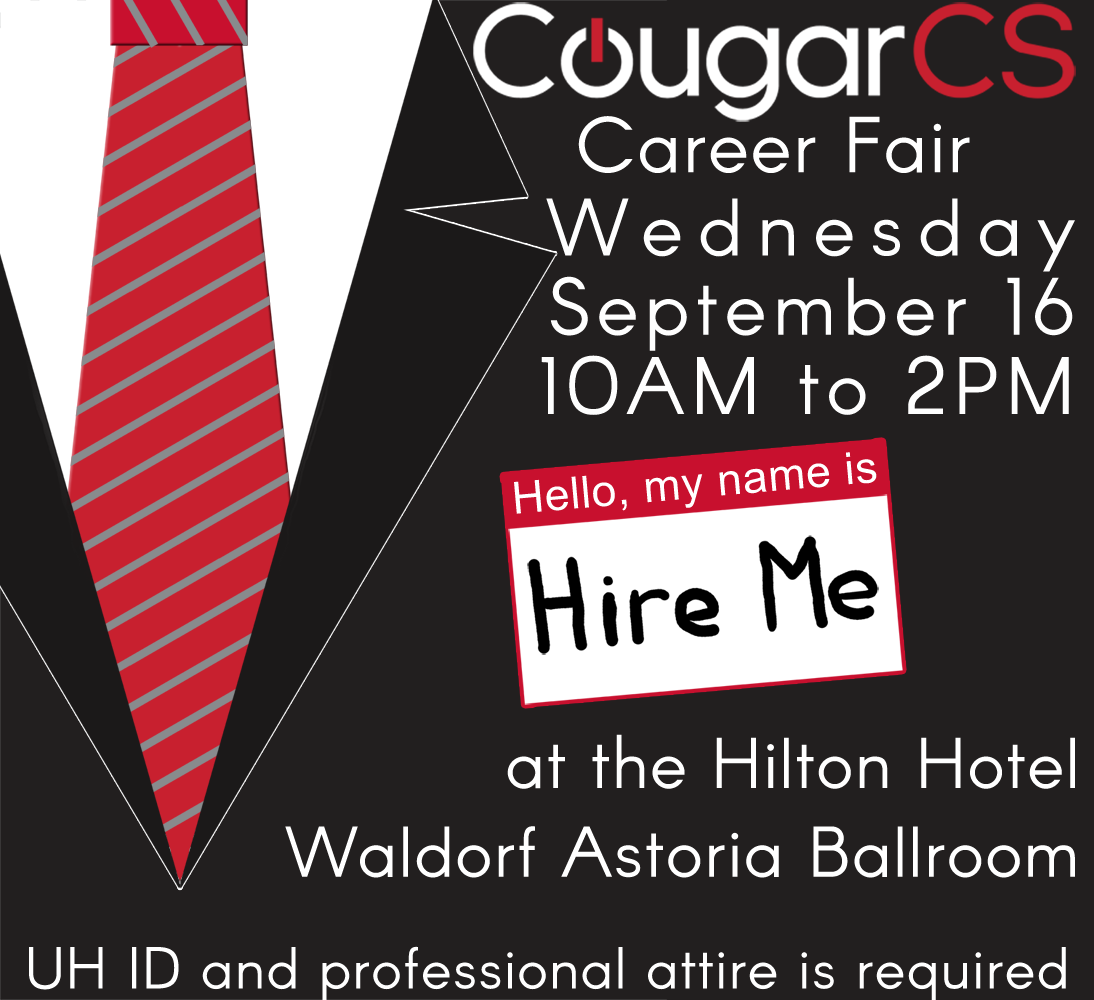 CougarCS
Career Fair
Wednesday
September 16
10AM to 2PM
Hello, my name is
Hire Me
at the Hilton Hotel
Waldorf Astoria Ballroom
UH ID and professional attire is required